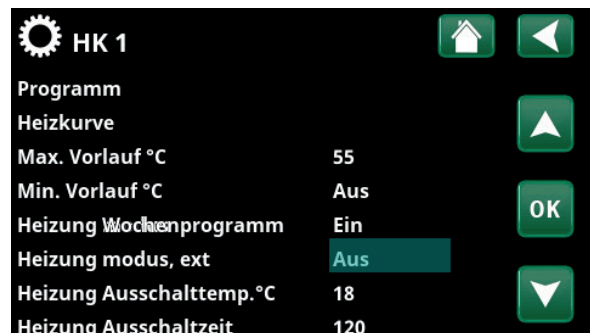 HK 1
Programm
Heizkurve
Max. Vorlauf °C 55
Min. Vorlauf °C Aus
Heizung Wochenprogramm Ein
Heizung modus, ext Aus
OK
Heizung Ausschalttemp.°C 18
Heizung Ausschaltzeit 120